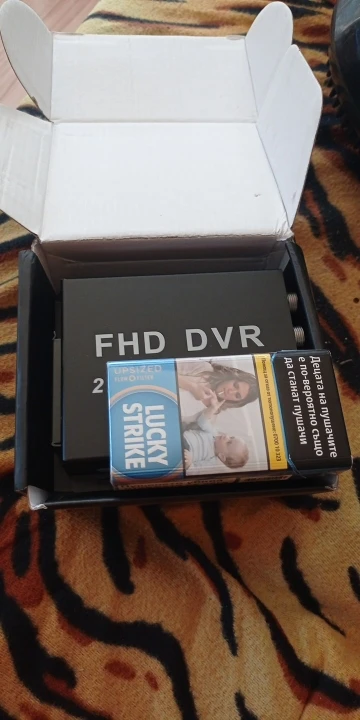 FHD DVR
2
UPSIZED
LUCKY
STRIKE
Децата на пушачите
е по-вероятно също
да станат пушачи